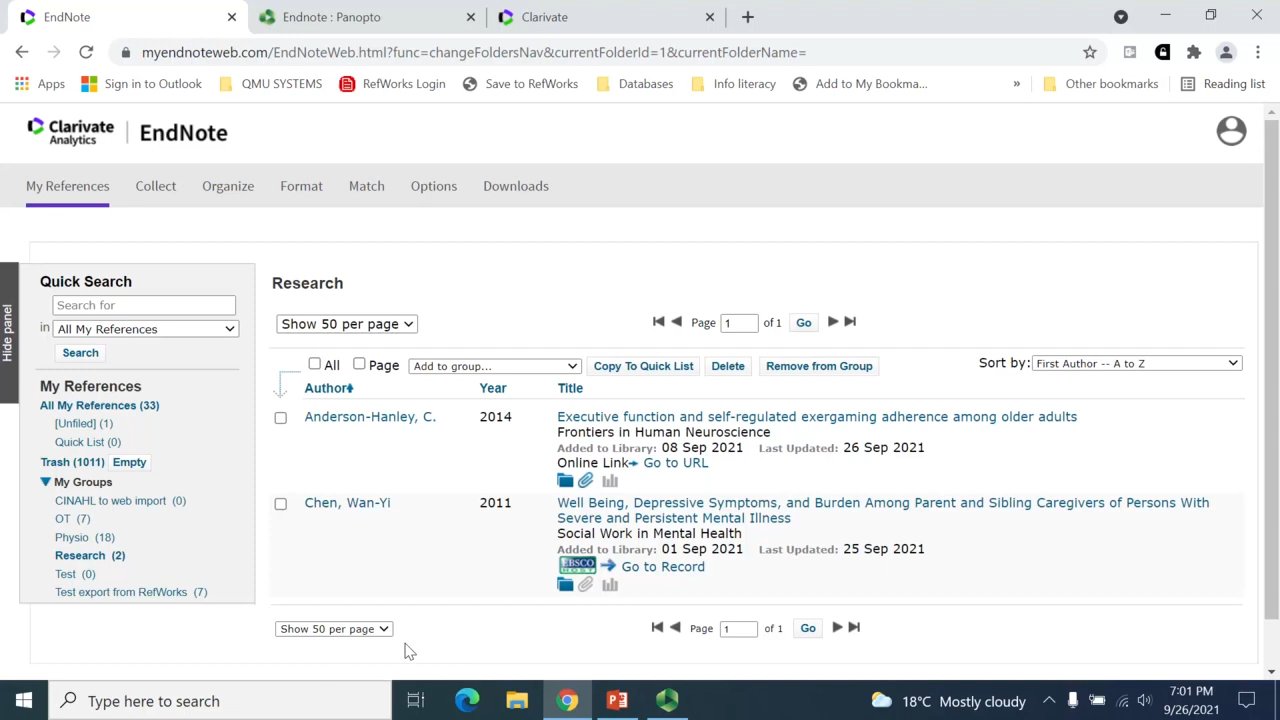 EndNote
Endnote : Panopto
Clarivate
myendnoteweb.com/EndNoteWeb.html?func=changeFoldersNav&currentFolderId=1&currentFolderName=
Apps Sign in to Outlook QMU SYSTEMS RefWorks Login Save to RefWorks Databases Info literacy Add to My Bookma... » Other bookmarks Reading list
Clarivate Analytics | EndNote
My References Collect Organize Format Match Options Downloads
Hide panel
Quick Search
Search for
in All My References
Search
My References
All My References (33)
[Unfiled] (1)
Quick List (0)
Trash (1011) Empty
My Groups
CINAHL to web import (0)
OT (7)
Physio (18)
Research (2)
Test (0)
Test export from RefWorks (7)
Research
Show 50 per page Page 1 of 1 Go
All Page Add to group... Copy To Quick List Delete Remove from Group Sort by: First Author -- A to Z
Author Year Title
Anderson-Hanley, C. 2014 Executive function and self-regulated exergaming adherence among older adults
Frontiers in Human Neuroscience
Added to Library: 08 Sep 2021 Last Updated: 26 Sep 2021
Online Link Go to URL
Chen, Wan-Yi 2011 Well Being, Depressive Symptoms, and Burden Among Parent and Sibling Caregivers of Persons With
Severe and Persistent Mental Illness
Social Work in Mental Health
Added to Library: 01 Sep 2021 Last Updated: 25 Sep 2021
EBSCO HOST Go to Record
Show 50 per page Page 1 of 1 Go
Type here to search
18°C Mostly cloudy
7:01 PM
9/26/2021